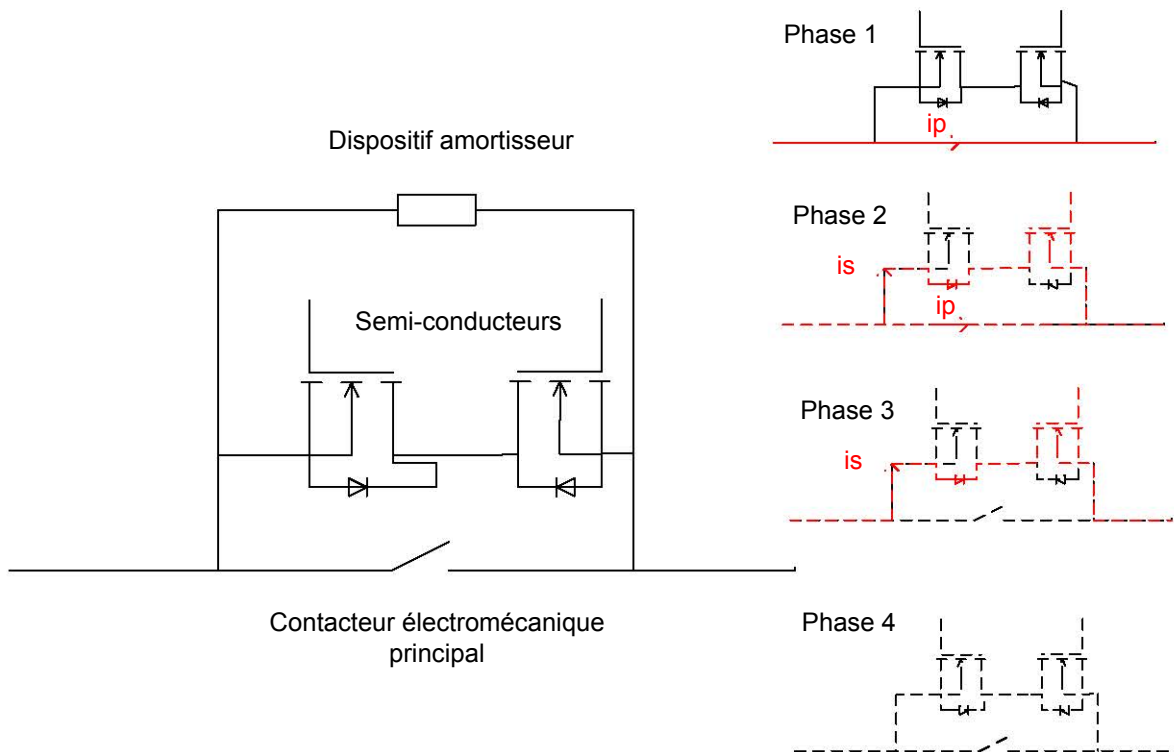 Dispositif amortisseur
Semi-conducteurs
Contacteur électromécanique
principal
Phase 1
ip
Phase 2
is
ip
Phase 3
is
Phase 4